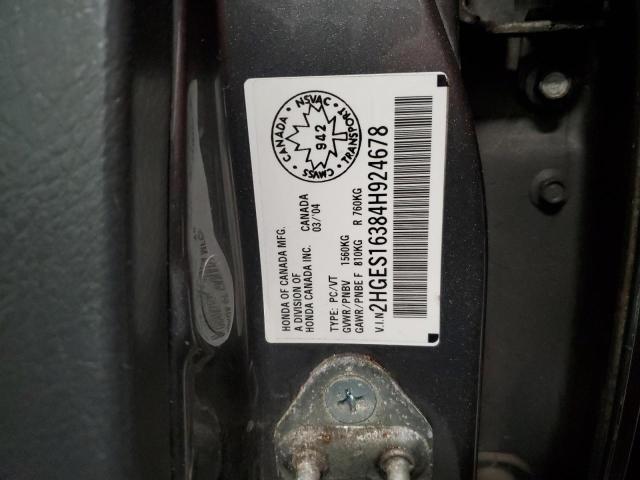 HONDA OF CANADA MFG.
A DIVISION OF
HONDA CANADA INC.
CANADA
03/'04
TYPE: PC/VT
GVWR/PNBV 1560KG
GAWR/PNBE F 810KG R 760KG
V.I.N.
2HGES16384H924678
CANADA NSVAC
TRANSPORT CMVSS
942